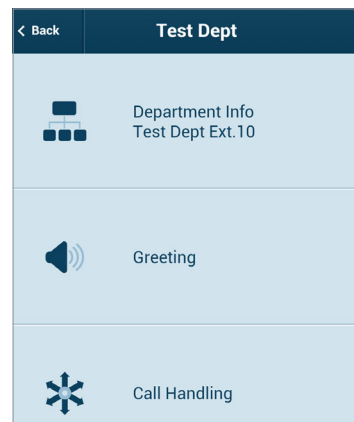 Back
Test Dept
Department Info
Test Dept Ext.10
Greeting
Call Handling